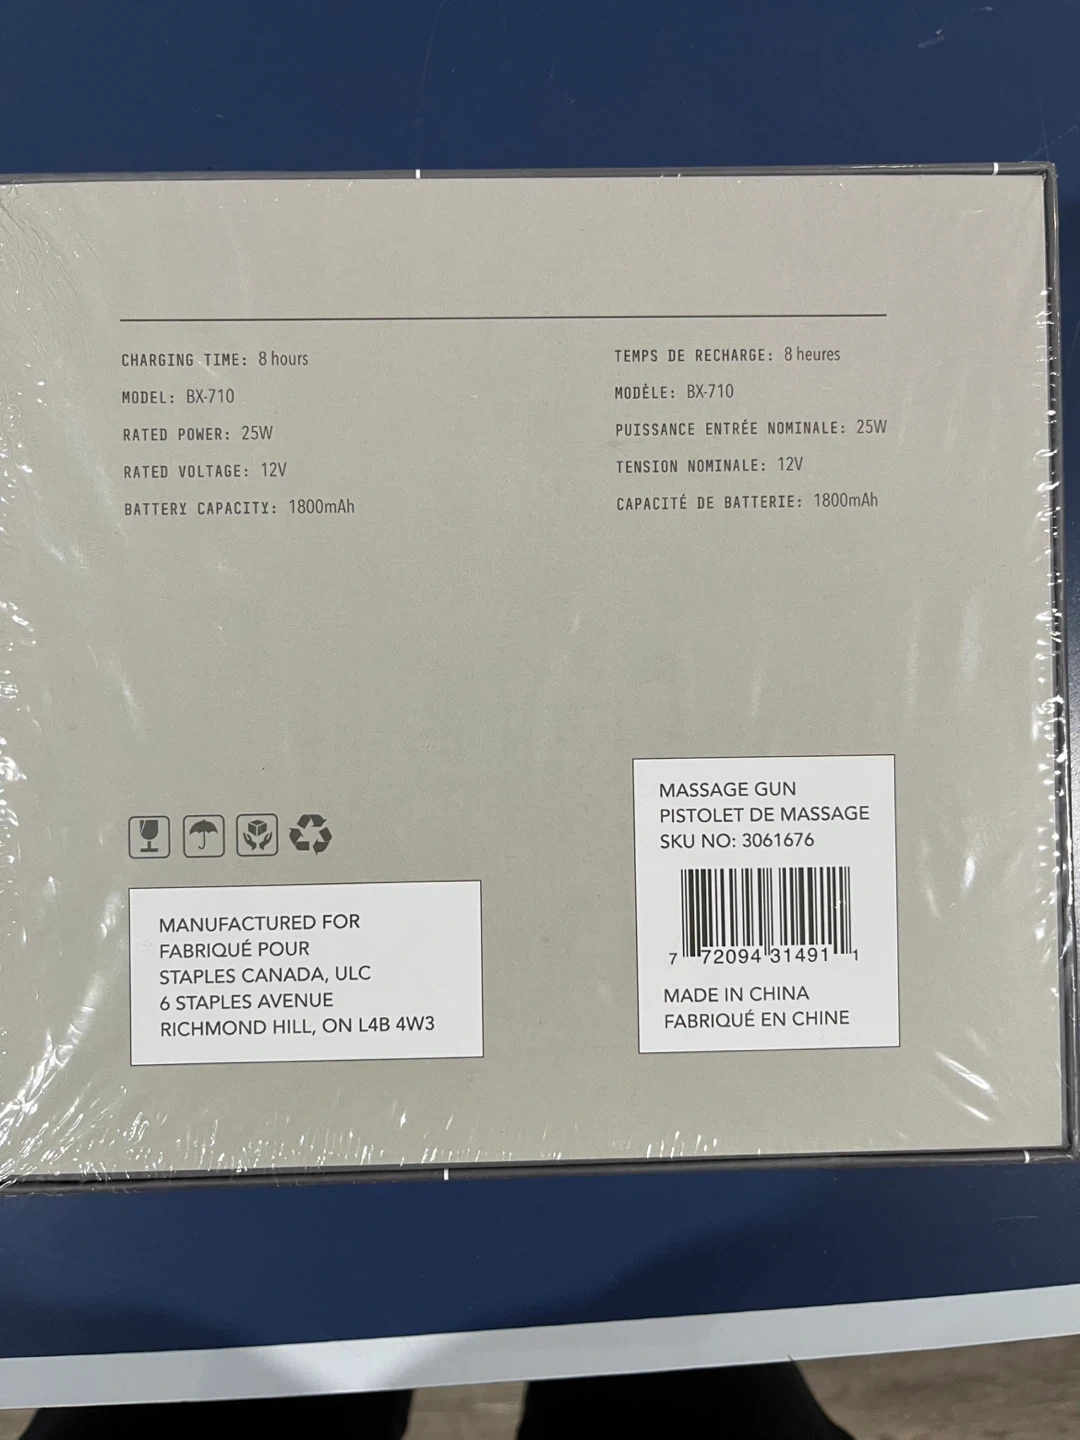 CHARGING TIME: 8 hours
MODEL: BX-710
RATED POWER: 25W
RATED VOLTAGE: 12V
BATTERY CAPACITY: 1800mAh
TEMPS DE RECHARGE: 8 heures
MODÈLE: BX-710
PUISSANCE ENTRÉE NOMINALE: 25W
TENSION NOMINALE: 12V
CAPACITÉ DE BATTERIE: 1800mAh
MANUFACTURED FOR
FABRIQUÉ POUR
STAPLES CANADA, ULC
6 STAPLES AVENUE
RICHMOND HILL, ON L4B 4W3
MASSAGE GUN
PISTOLET DE MASSAGE
SKU NO: 3061676
7 72094 31491 1
MADE IN CHINA
FABRIQUÉ EN CHINE